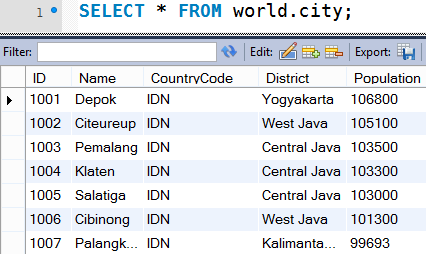 1 SELECT * FROM world.city;
Filter: Edit: Export:
ID Name CountryCode District Population
1001 Depok IDN Yogyakarta 106800
1002 Citeureup IDN West Java 105100
1003 Pemalang IDN Central Java 103500
1004 Klaten IDN Central Java 103300
1005 Salatiga IDN Central Java 103000
1006 Cibinong IDN West Java 101300
1007 Palangk... IDN Kalimanta... 99693